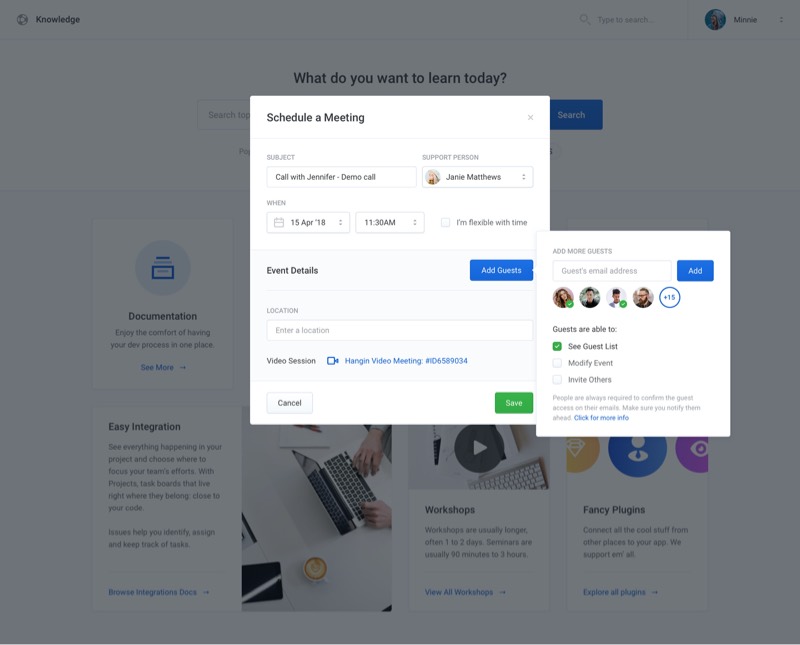 Knowledge
Type to search...
Minnie
What do you want to learn today?
Search top
Search
Schedule a Meeting
×
SUBJECT
SUPPORT PERSON
Call with Jennifer - Demo call
Janie Matthews
WHEN
15 Apr '18
11:30AM
I'm flexible with time
Event Details
Add Guests
LOCATION
Enter a location
Video Session
Hangin Video Meeting: #ID6589034
Cancel
Save
ADD MORE GUESTS
Guest's email address
Add
+15
Guests are able to:
See Guest List
Modify Event
Invite Others
People are always required to confirm the guest
access on their emails. Make sure you notify them
ahead. Click for more info
Documentation
Enjoy the comfort of having
your dev process in one place.
See More →
Easy Integration
See everything happening in your
project and choose where to
focus your team's efforts. With
Projects, task boards that live
right where they belong: close to
your code.
Issues help you identify, assign
and keep track of tasks.
Browse Integrations Docs →
Workshops
Workshops are usually longer,
often 1 to 2 days. Seminars are
usually 90 minutes to 3 hours.
View All Workshops →
Fancy Plugins
Connect all the cool stuff from
other places to your app. We
support em' all.
Explore all plugins →